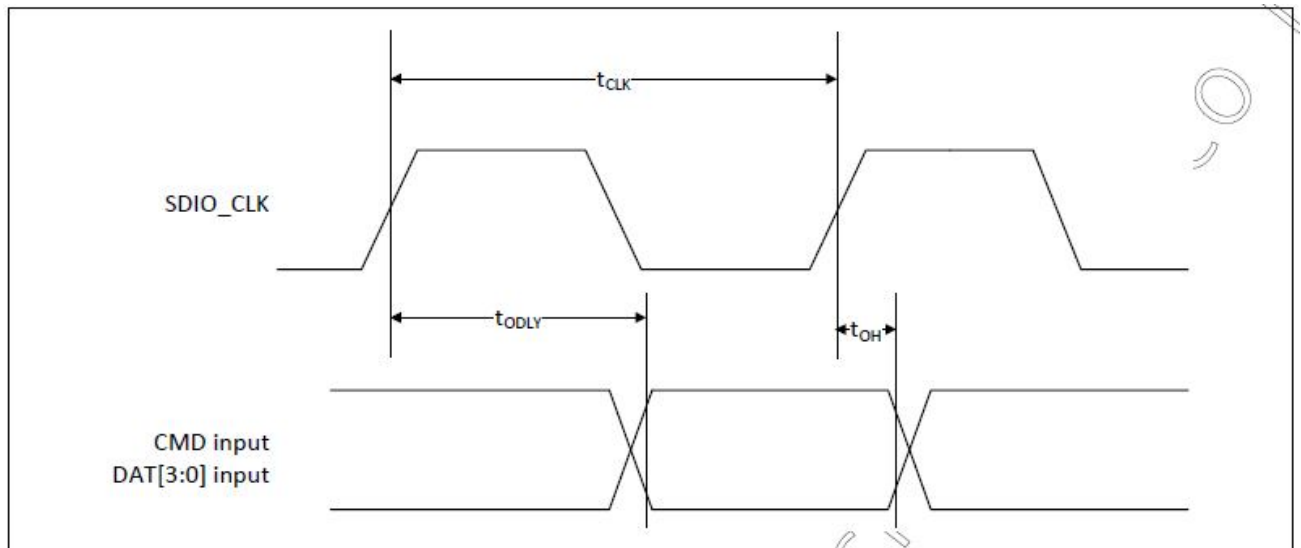 tCLK
SDIO_CLK
tODLY
tOH
CMD input
DAT[3:0] input